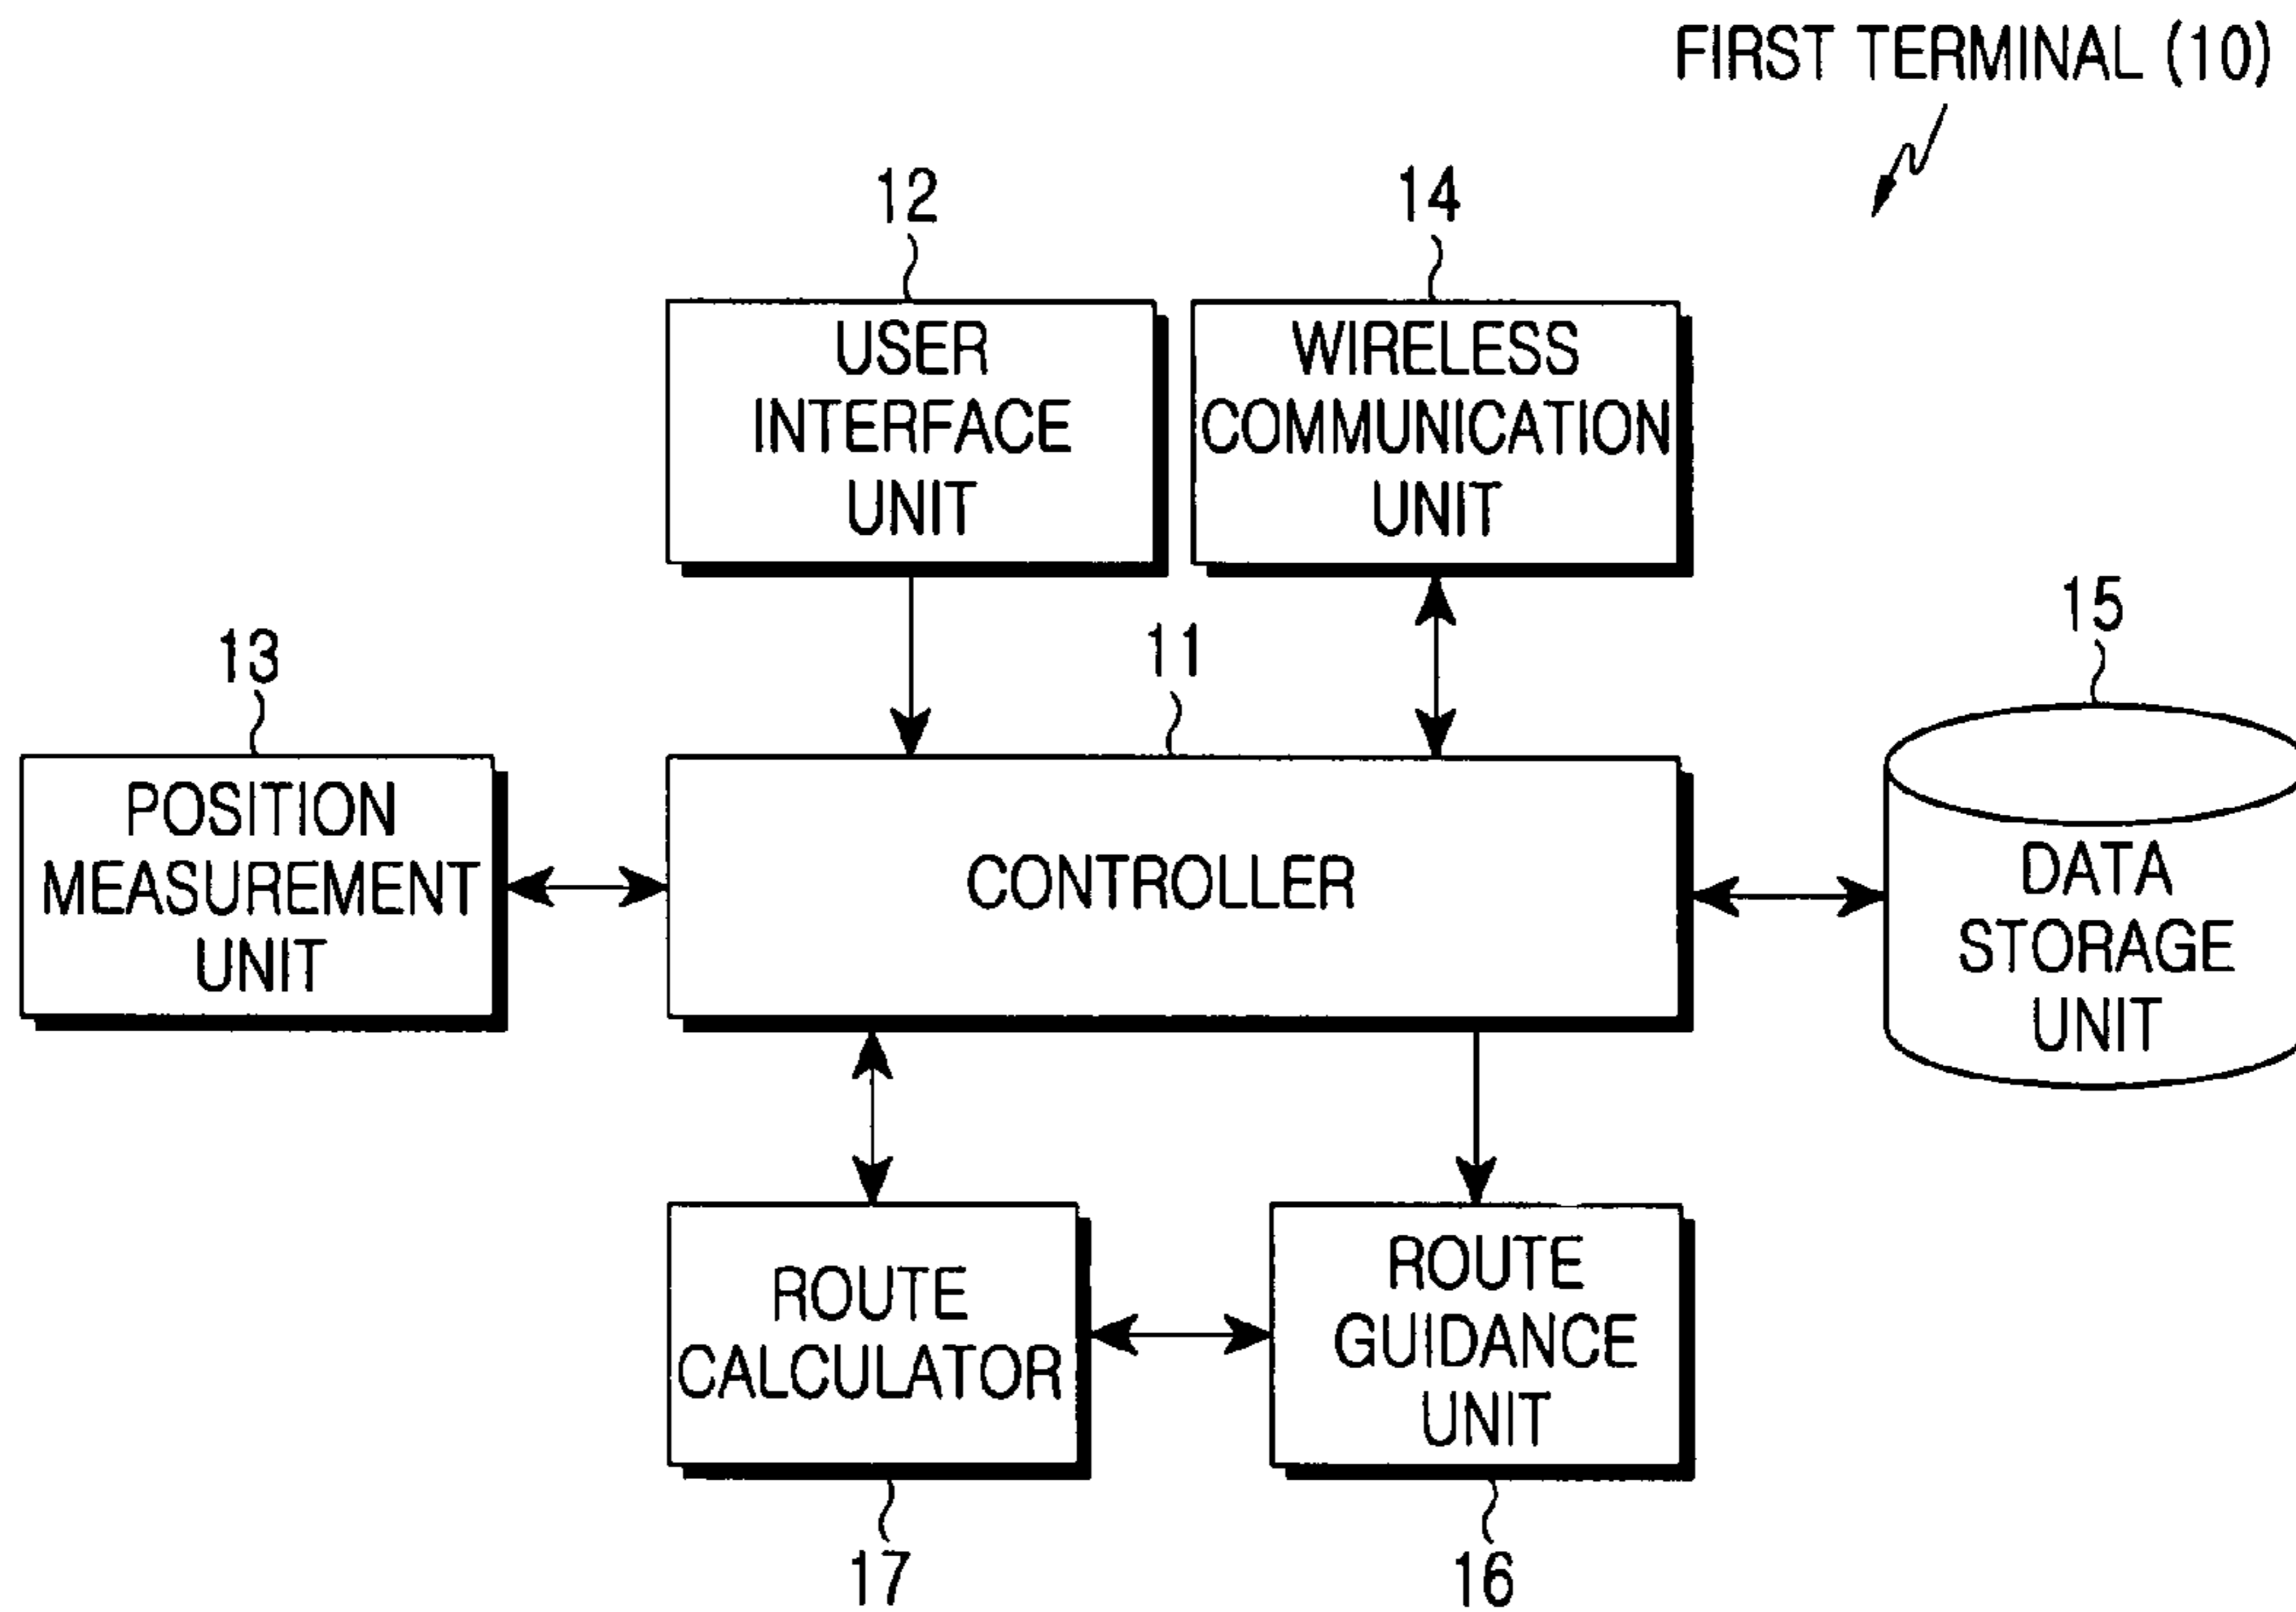 FIRST TERMINAL (10)
12
14
USER
INTERFACE
UNIT
WIRELESS
COMMUNICATION
UNIT
13
11
15
POSITION
MEASUREMENT
UNIT
CONTROLLER
DATA
STORAGE
UNIT
ROUTE
CALCULATOR
ROUTE
GUIDANCE
UNIT
17
16